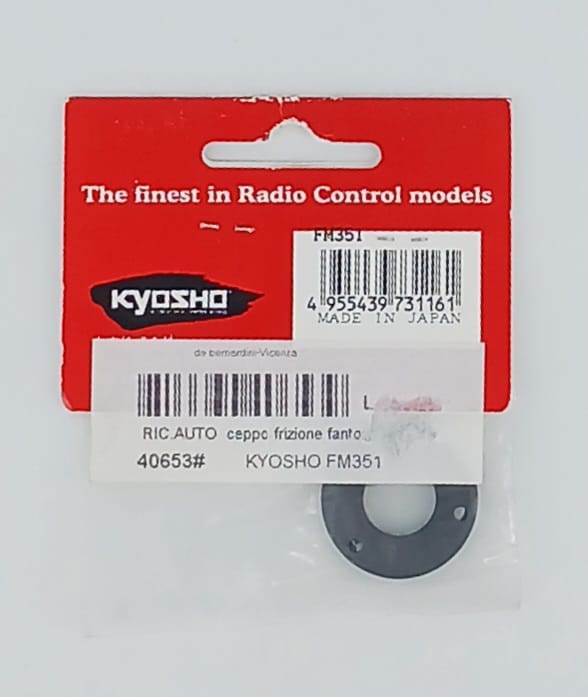 The finest in Radio Control models
FM351
KYOSHO
4 955439 731161
MADE IN JAPAN
de bernardini-Vicenza
L
RIC.AUTO ceppo frizione fanto
40653# KYOSHO FM351